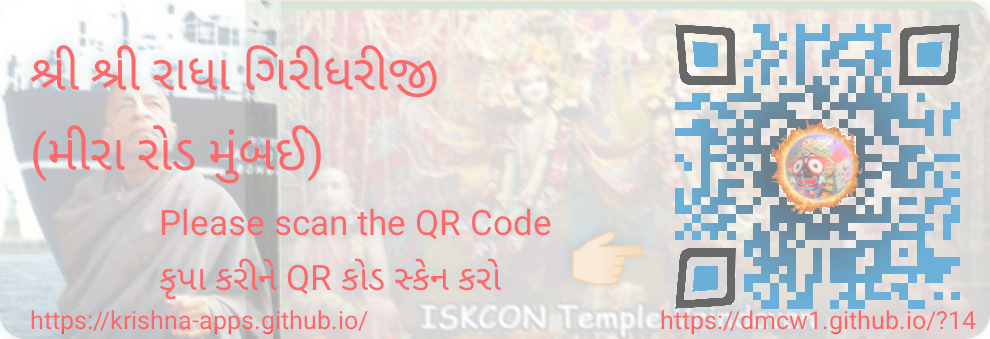 શ્રી શ્રી રાધા ગિરીધરીજી
(મીરા રોડ મુંબઈ)
Please scan the QR Code
કૃપા કરીને QR કોડ સ્કેન કરો
https://krishna-apps.github.io/
ISKCON Temple
https://dmcw1.github.io/?14